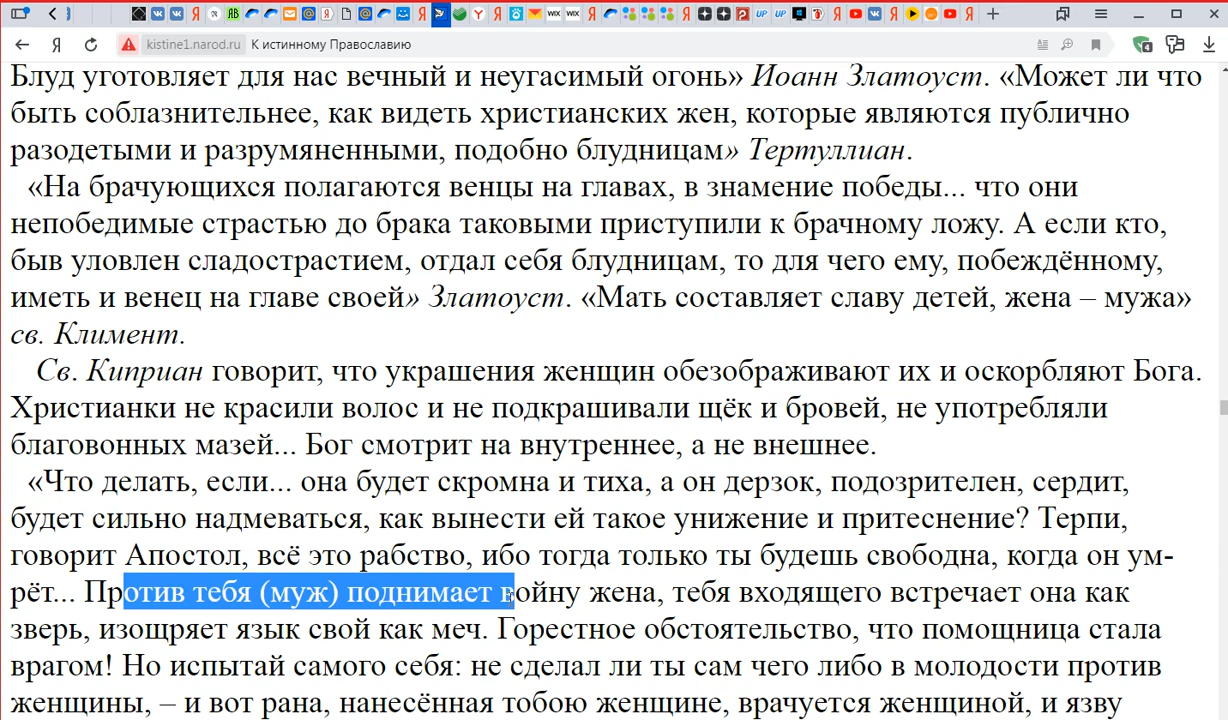 kistine1.narod.ru К истинному Православию
Блуд уготовляет для нас вечный и неугасимый огонь» Иоанн Златоуст. «Может ли что
быть соблазнительнее, как видеть христианских жен, которые являются публично
разодетыми и разрумяненными, подобно блудницам» Тертуллиан.
«На брачующихся полагаются венцы на главах, в знамение победы... что они
непобедимые страстью до брака таковыми приступили к брачному ложу. А если кто,
быв уловлен сладострастием, отдал себя блудницам, то для чего ему, побеждённому,
иметь и венец на главе своей» Златоуст. «Мать составляет славу детей, жена – мужа»
св. Климент.
Св. Киприан говорит, что украшения женщин обезображивают их и оскорбляют Бога.
Христианки не красили волос и не подкрашивали щёк и бровей, не употребляли
благовонных мазей... Бог смотрит на внутреннее, а не внешнее.
«Что делать, если... она будет скромна и тиха, а он дерзок, подозрителен, сердит,
будет сильно надмеваться, как вынести ей такое унижение и притеснение? Терпи,
говорит Апостол, всё это рабство, ибо тогда только ты будешь свободна, когда он ум-
рёт... Против тебя (муж) поднимает войну жена, тебя входящего встречает она как
зверь, изощряет язык свой как меч. Горестное обстоятельство, что помощница стала
врагом! Но испытай самого себя: не сделал ли ты сам чего либо в молодости против
женщины, – и вот рана, нанесённая тобою женщине, врачуется женщиной, и язву